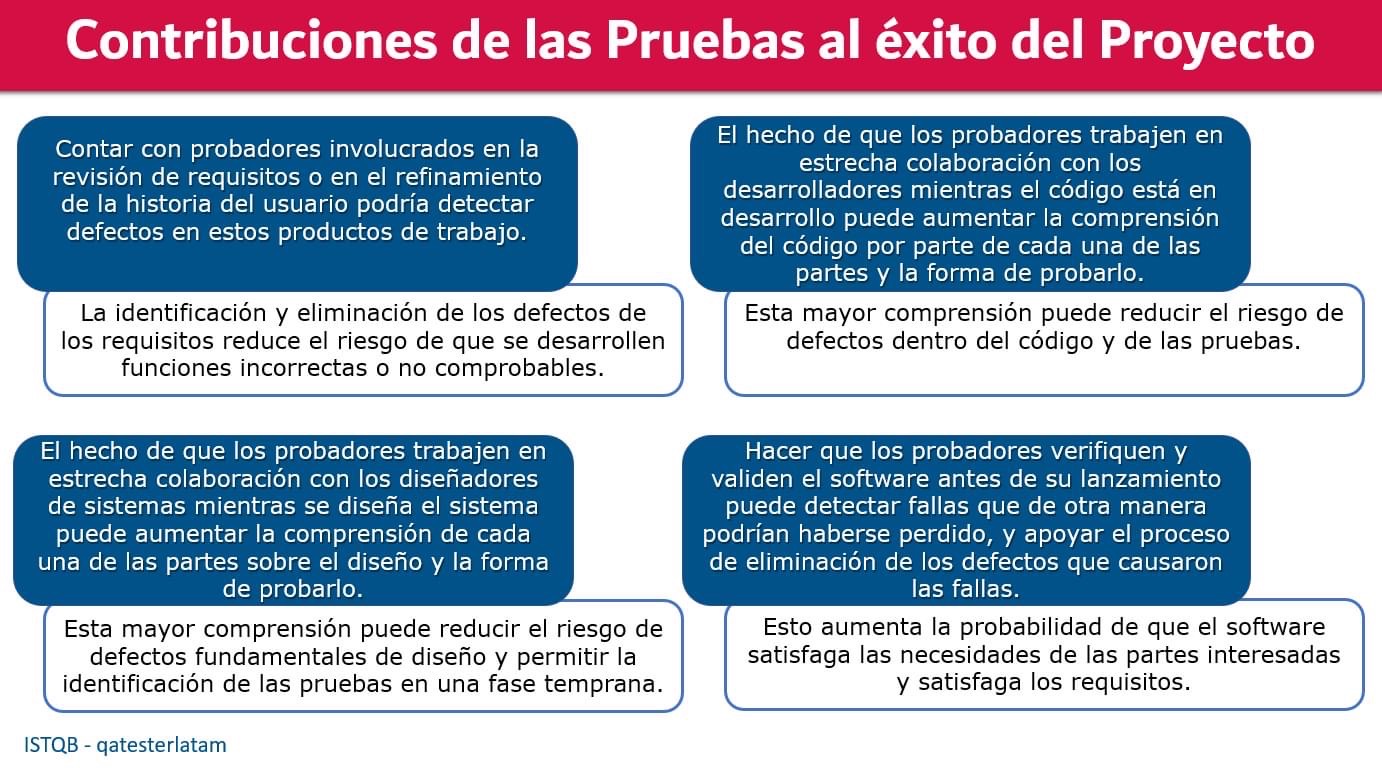 Contribuciones de las Pruebas al éxito del Proyecto
Contar con probadores involucrados en la
revisión de requisitos o en el refinamiento
de la historia del usuario podría detectar
defectos en estos productos de trabajo.
La identificación y eliminación de los defectos de
los requisitos reduce el riesgo de que se desarrollen
funciones incorrectas o no comprobables.
El hecho de que los probadores trabajen en
estrecha colaboración con los
desarrolladores mientras el código está en
desarrollo puede aumentar la comprensión
del código por parte de cada una de las
partes y la forma de probarlo.
Esta mayor comprensión puede reducir el riesgo de
defectos dentro del código y de las pruebas.
El hecho de que los probadores trabajen en
estrecha colaboración con los diseñadores
de sistemas mientras se diseña el sistema
puede aumentar la comprensión de cada
una de las partes sobre el diseño y la forma
de probarlo.
Esta mayor comprensión puede reducir el riesgo de
defectos fundamentales de diseño y permitir la
identificación de las pruebas en una fase temprana.
Hacer que los probadores verifiquen y
validen el software antes de su lanzamiento
puede detectar fallas que de otra manera
podrían haberse perdido, y apoyar el proceso
de eliminación de los defectos que causaron
las fallas.
Esto aumenta la probabilidad de que el software
satisfaga las necesidades de las partes interesadas
y satisfaga los requisitos.
ISTQB - qatesterlatam